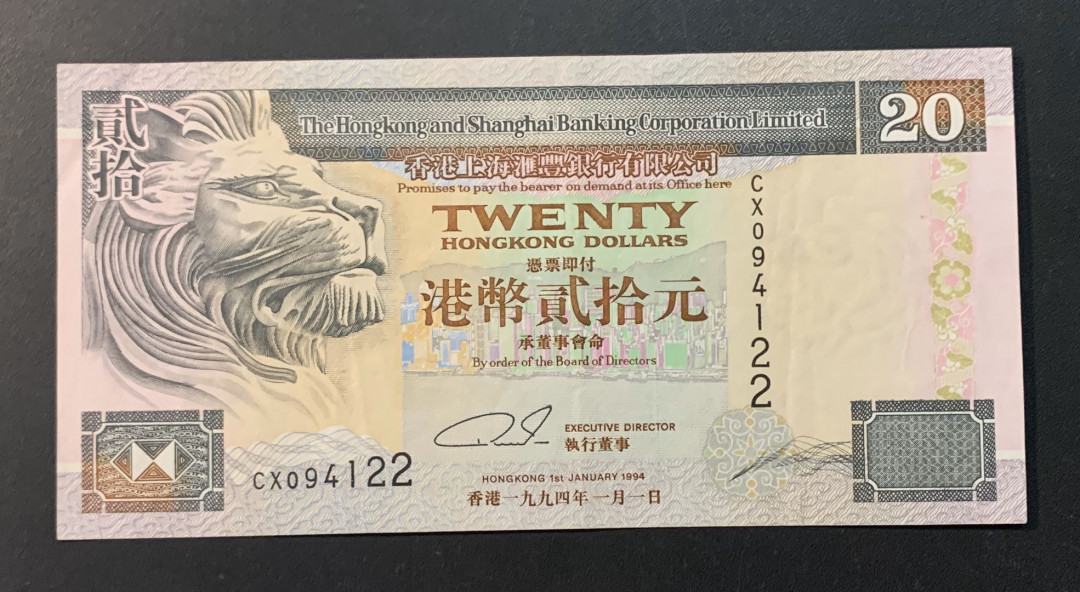 貳拾
The Hongkong and Shanghai Banking Corporation Limited
20
香港上海滙豐銀行有限公司
Promises to pay the bearer on demand at its Office here
TWENTY
HONGKONG DOLLARS
憑票即付
港幣貳拾元
承董事會命
By order of the Board of Directors
CX094122
EXECUTIVE DIRECTOR
執行董事
CX094122
HONGKONG 1st JANUARY 1994
香港一九九四年一月一日